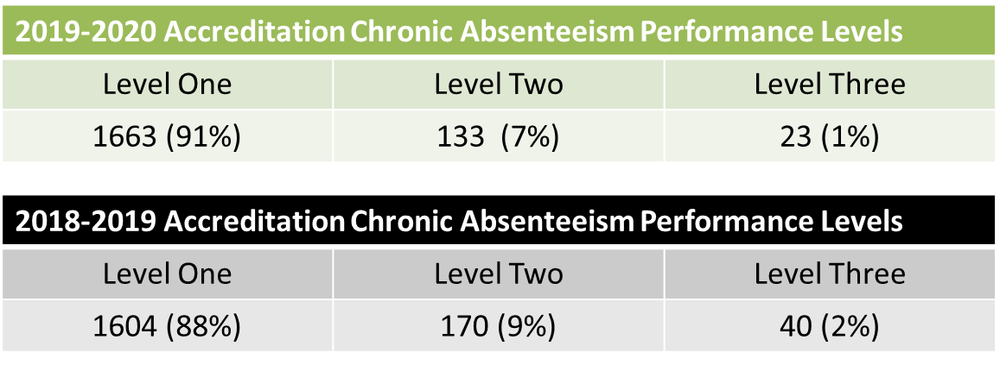 2019-2020 Accreditation Chronic Absenteeism Performance Levels
Level One Level Two Level Three
1663 (91%) 133 (7%) 23 (1%)
2018-2019 Accreditation Chronic Absenteeism Performance Levels
Level One Level Two Level Three
1604 (88%) 170 (9%) 40 (2%)